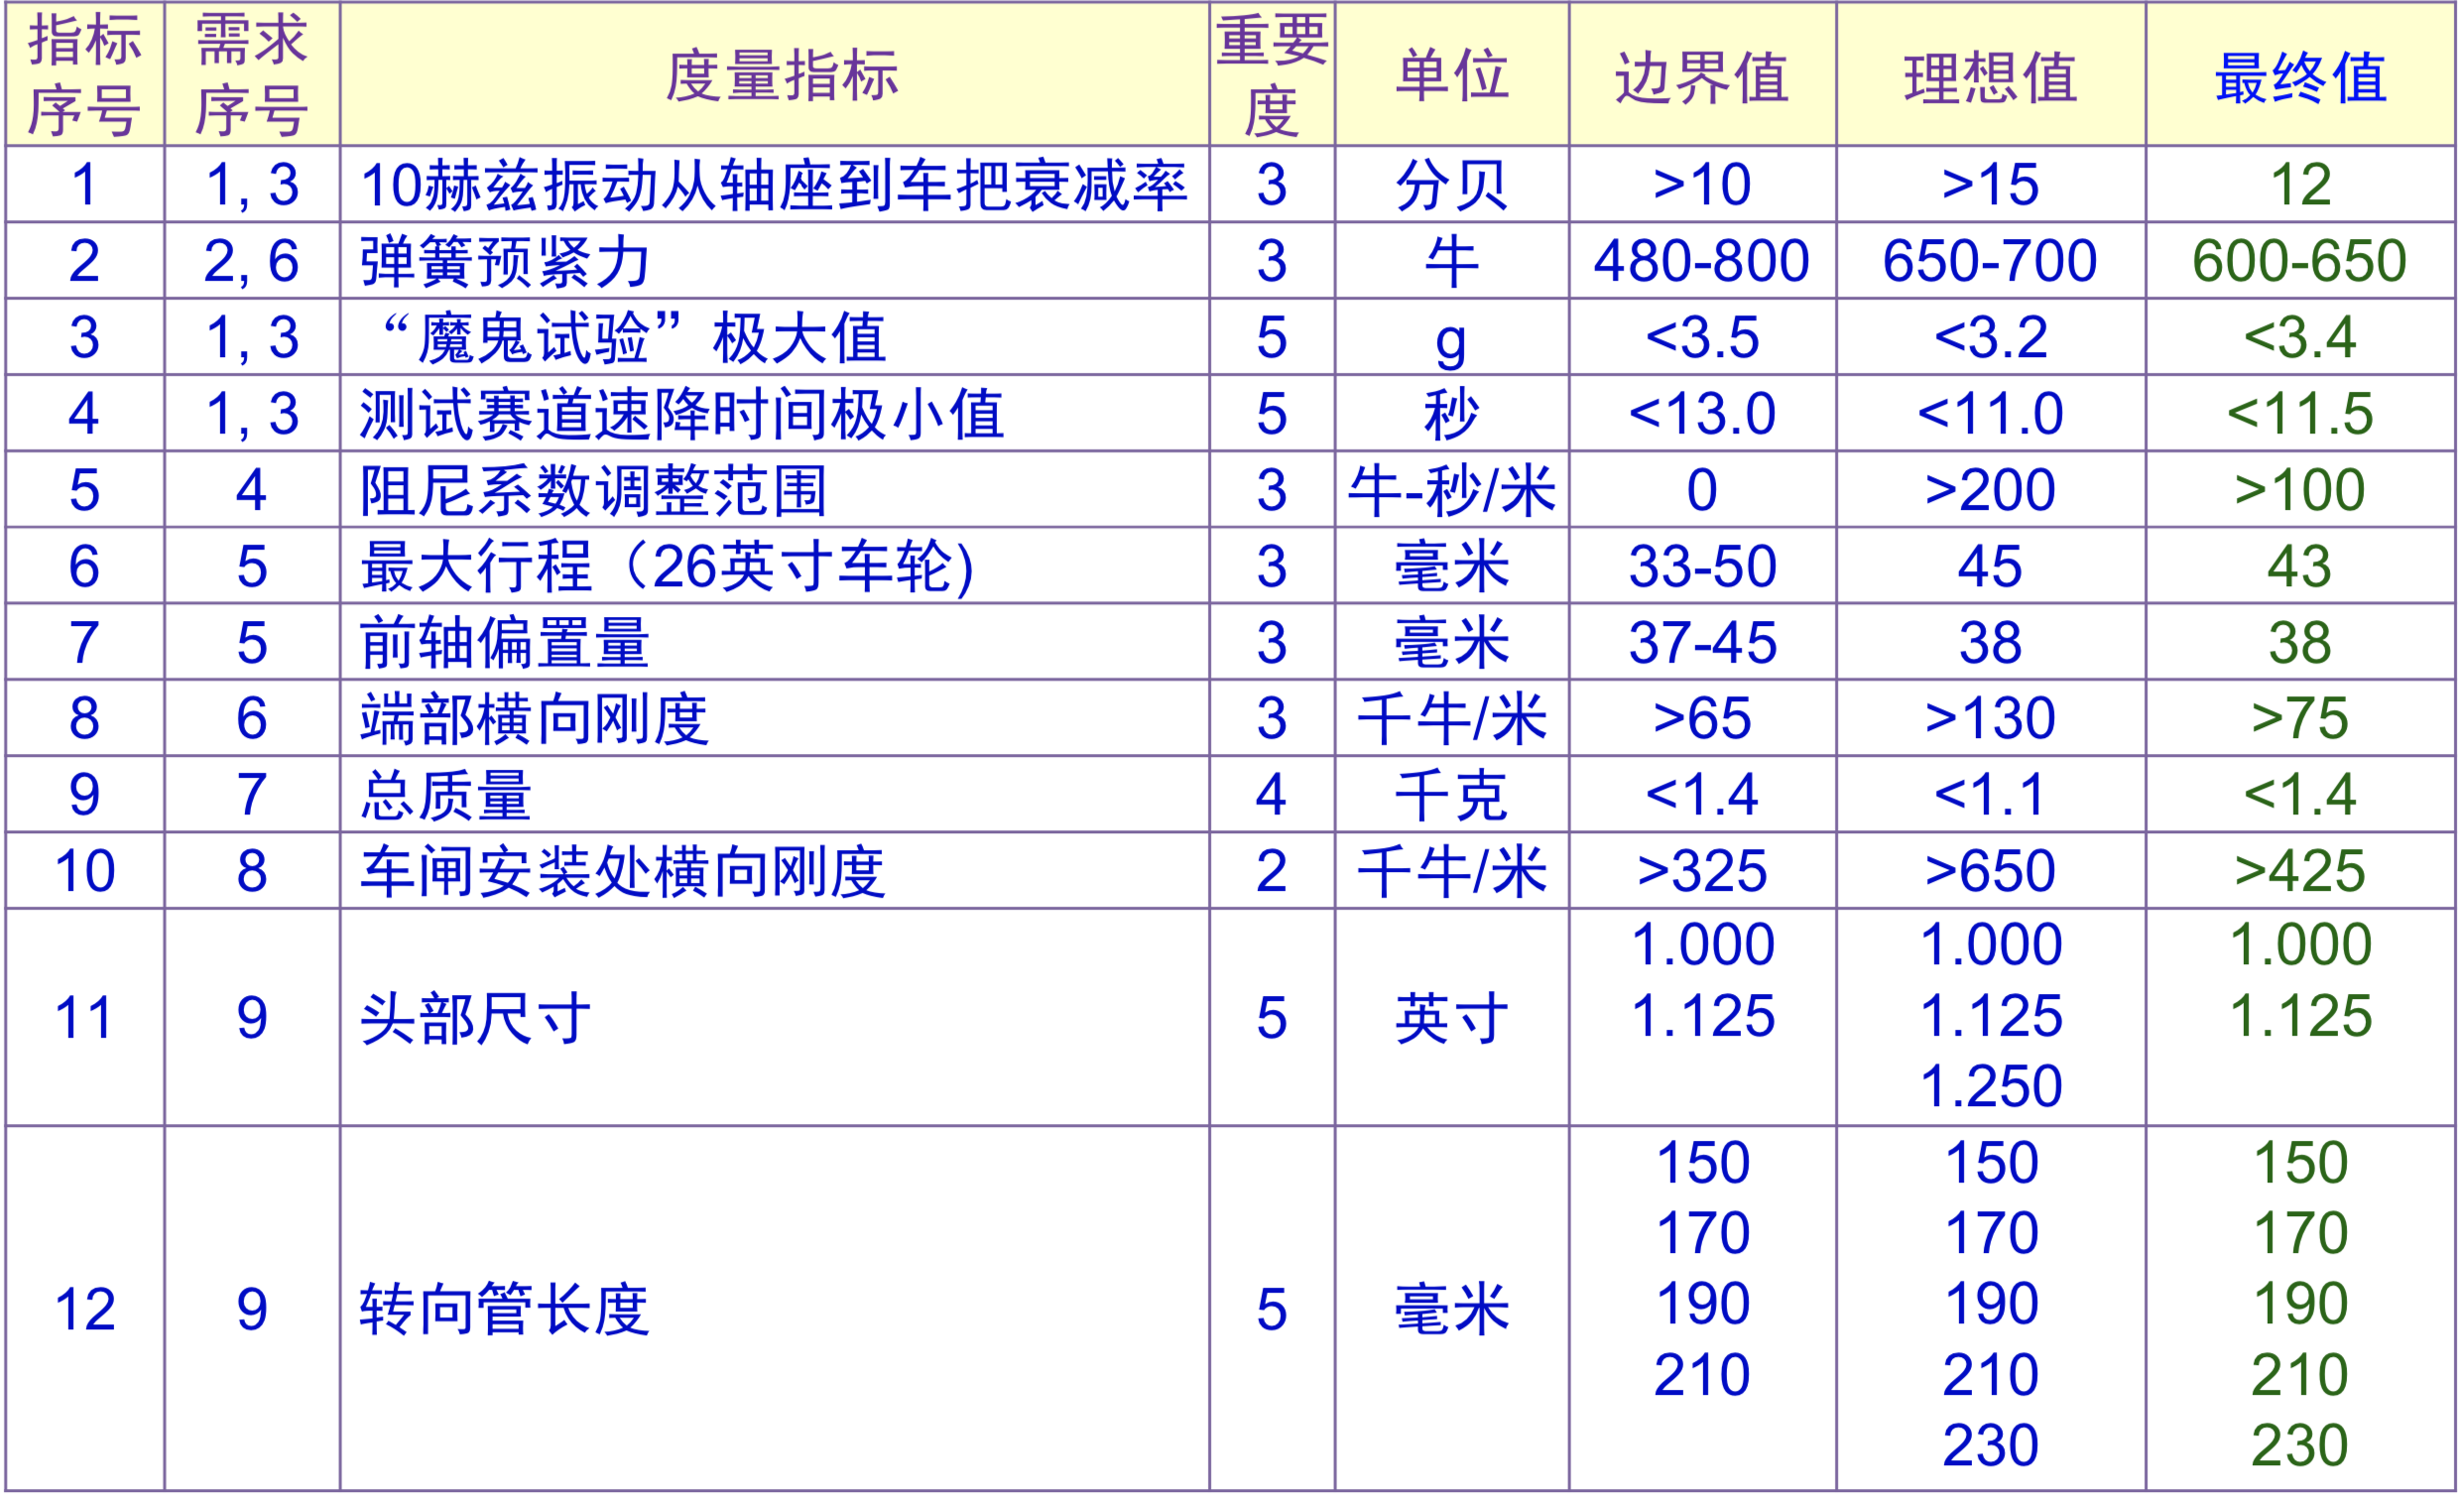 指标序号 需求序号 质量指标 重要度 单位 边界值 理想值 最终值
1 1, 3 10赫兹振动从轴座到车把衰减率 3 分贝 >10 >15 12
2 2, 6 弹簧预紧力 3 牛 480-800 650-700 600-650
3 1, 3 “魔鬼试验”极大值 5 g <3.5 <3.2 <3.4
4 1, 3 测试赛道速降时间极小值 5 秒 <13.0 <11.0 <11.5
5 4 阻尼系数调整范围 3 牛-秒/米 0 >200 >100
6 5 最大行程（26英寸车轮) 3 毫米 33-50 45 43
7 5 前轴偏置量 3 毫米 37-45 38 38
8 6 端部横向刚度 3 千牛/米 >65 >130 >75
9 7 总质量 4 千克 <1.4 <1.1 <1.4
10 8 车闸安装处横向刚度 2 千牛/米 >325 >650 >425
11 9 头部尺寸 5 英寸
1.000 1.000 1.000
1.125 1.125 1.125
1.250
12 9 转向管长度 5 毫米
150 150 150
170 170 170
190 190 190
210 210 210
230 230